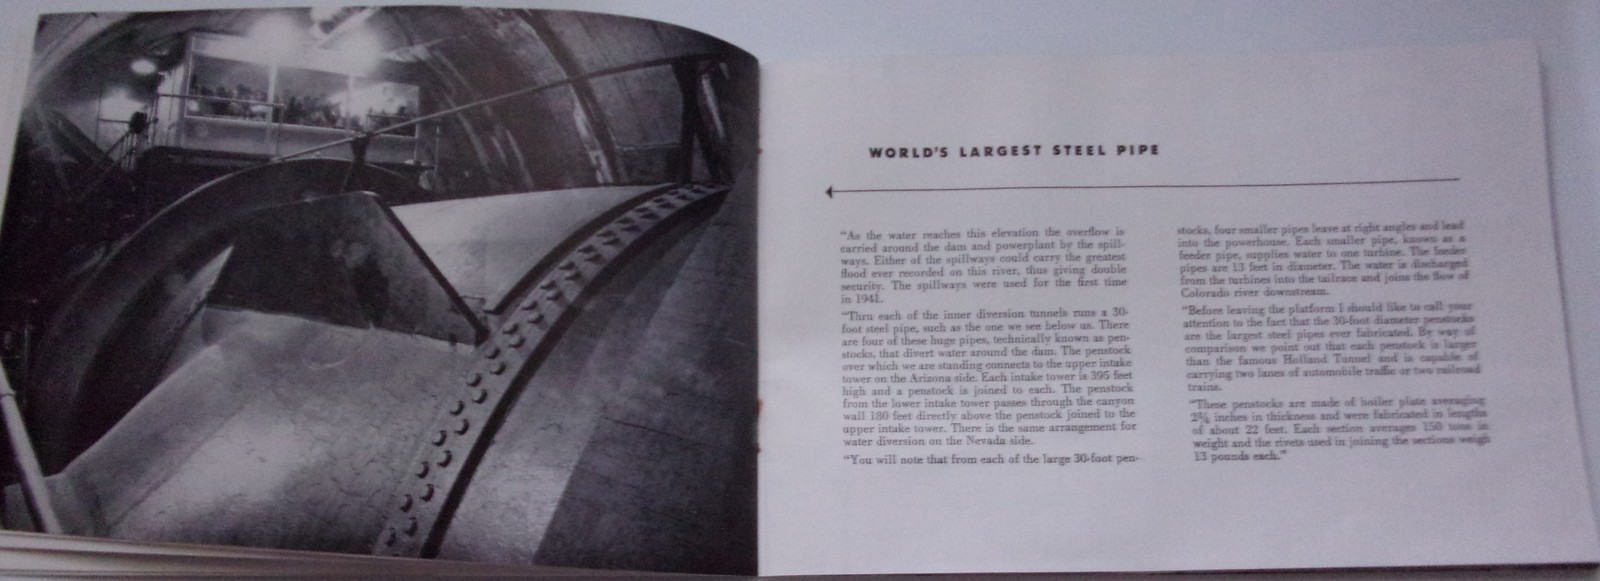 WORLD'S LARGEST STEEL PIPE
"As the water reaches this elevation the overflow is
carried around the dam and powerplant by the spill-
ways. Either of the spillways could carry the greatest
flood ever recorded on this river, thus giving double
security. The spillways were used for the first time
in 1941.
"Thru each of the inner diversion tunnels runs a 30-
foot steel pipe, such as the one we see below us. There
are four of these huge pipes, technically known as pen-
stocks, that divert water around the dam. The penstock
over which we are standing connects to the upper intake
tower on the Arizona side. Each intake tower is 395 feet
high and a penstock is joined to each. The penstock
from the lower intake tower passes through the canyon
wall 180 feet directly above the penstock joined to the
upper intake tower. There is the same arrangement for
water diversion on the Nevada side.
"You will note that from each of the large 30-foot pen-
stocks, four smaller pipes leave at right angles and lead
into the powerhouse. Each smaller pipe, known as a
feeder pipe, supplies water to one turbine. The feeder
pipes are 13 feet in diameter. The water is discharged
from the turbines into the tailrace and joins the flow of
Colorado river downstream.
"Before leaving the platform I should like to call your
attention to the fact that the 30-foot diameter penstocks
are the largest steel pipes ever fabricated. By way of
comparison we point out that each penstock is larger
than the famous Holland Tunnel and is capable of
carrying two lanes of automobile traffic or two railroad
trains.
"These penstocks are made of boiler plate averaging
2¾ inches in thickness and were fabricated in lengths
of about 22 feet. Each section averages 150 tons in
weight and the rivets used in joining the sections weigh
13 pounds each."